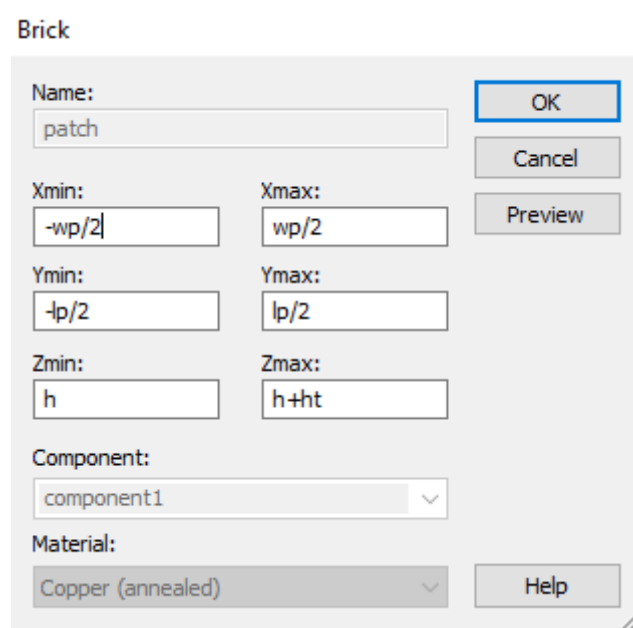 Brick
Name:
patch
OK
Cancel
Preview
Xmin:
Xmax:
-wp/2
wp/2
Ymin:
Ymax:
-lp/2
lp/2
Zmin:
Zmax:
h
h+ht
Component:
component1
Material:
Copper (annealed)
Help